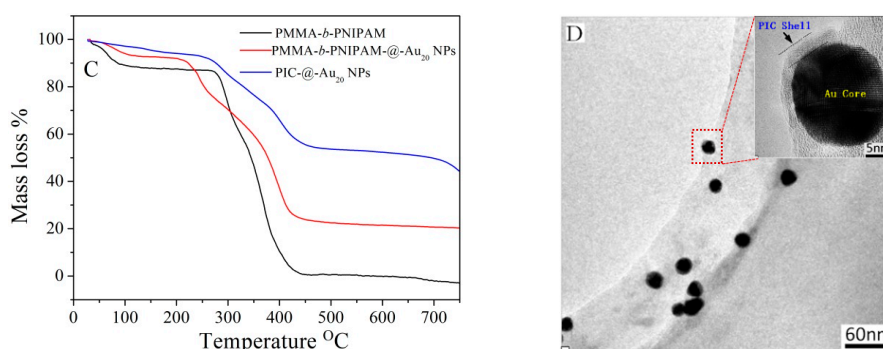 C
PMMA-b-PNIPAM
PMMA-b-PNIPAM-@-Au20 NPs
PIC-@-Au20 NPs
Mass loss %
100
80
60
40
20
0
0 100 200 300 400 500 600 700
Temperature OC
D
PIC Shell
Au Core
5nm
60nm